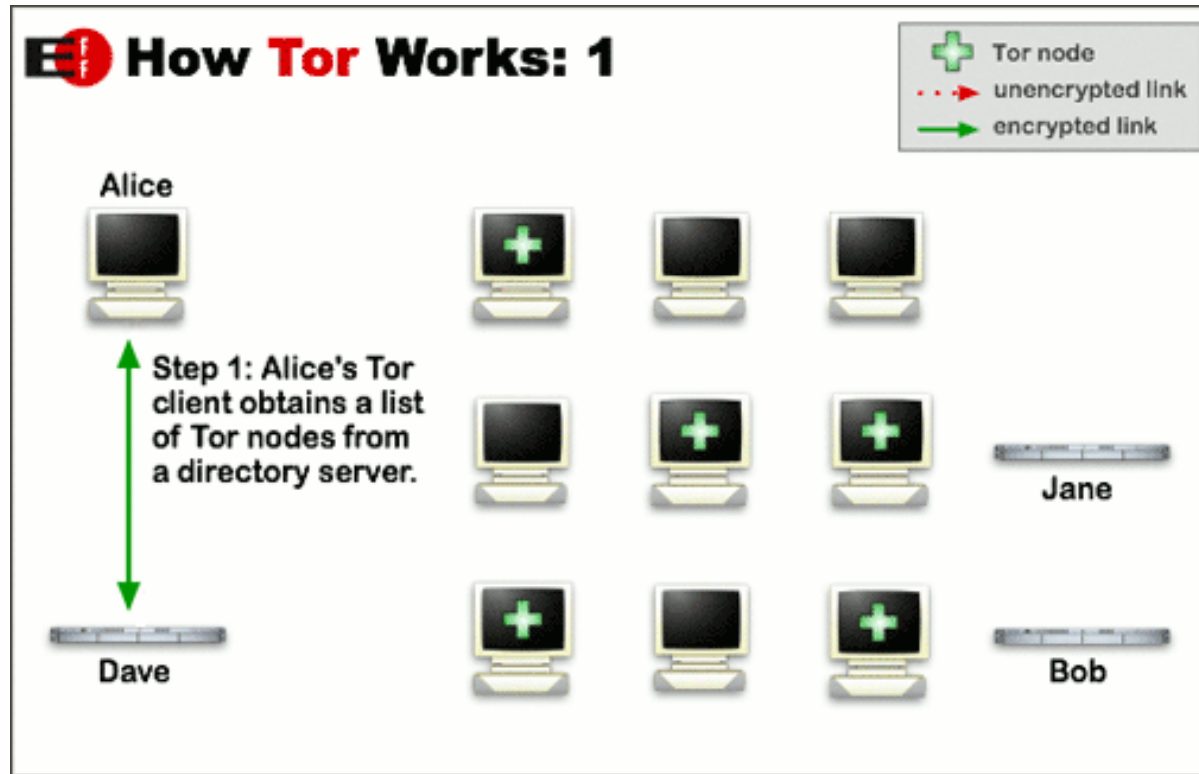 EFF How Tor Works: 1
Tor node
unencrypted link
encrypted link
Alice
Step 1: Alice's Tor
client obtains a list
of Tor nodes from
a directory server.
Jane
Dave
Bob